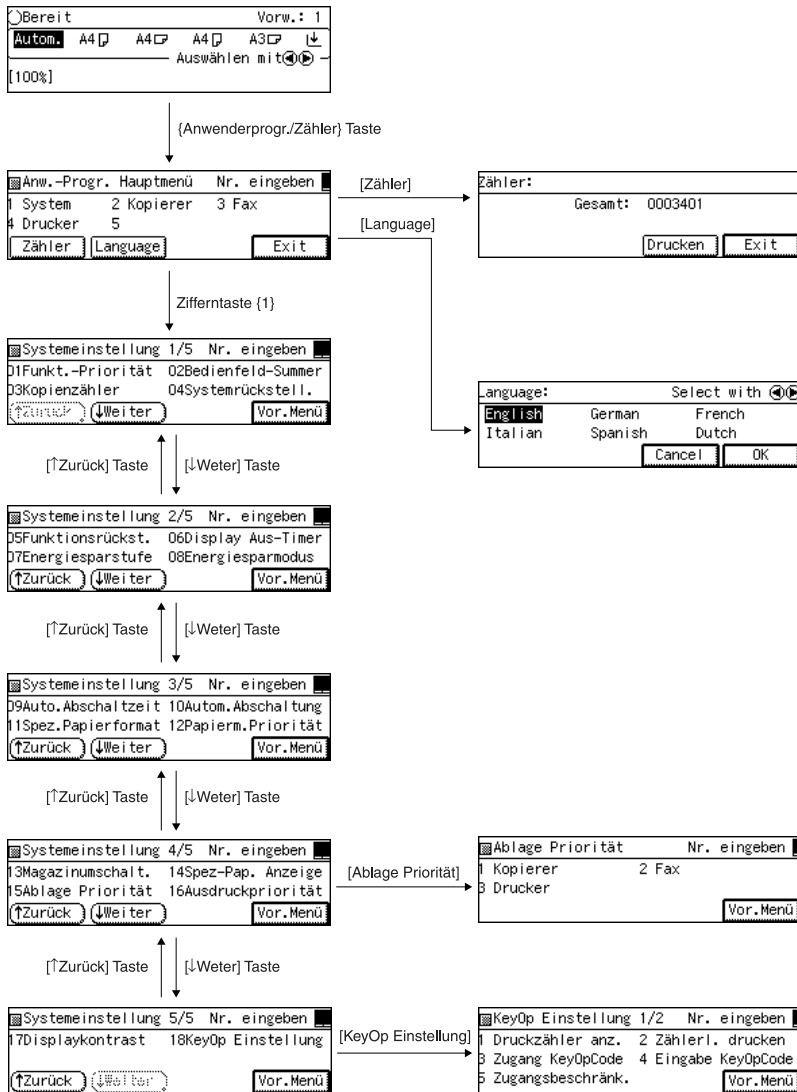 Bereit Vorw.: 1
Autom. A4 A4 A4 A3
Auswählen mit
[100%]
{Anwenderprogr./Zähler} Taste
Anw.-Progr. Hauptmenü Nr. eingeben
1 System 2 Kopierer 3 Fax
4 Drucker 5
Zähler Language Exit
[Zähler]
Zähler:
Gesamt: 0003401
Drucken Exit
[Language]
Language: Select with
English German French
Italian Spanish Dutch
Cancel OK
Zifferntaste {1}
Systemeinstellung 1/5 Nr. eingeben
01Funkt.-Priorität 02Bedienfeld-Summer
03Kopienzähler 04Systemrückstell.
↑Zurück ↓Weiter Vor.Menü
[↑Zurück] Taste [↓Weter] Taste
Systemeinstellung 2/5 Nr. eingeben
05Funktionsrückst. 06Display Aus-Timer
07Energiesparstufe 08Energiesparmodus
↑Zurück ↓Weiter Vor.Menü
[↑Zurück] Taste [↓Weter] Taste
Systemeinstellung 3/5 Nr. eingeben
09Auto.Abschaltzeit 10Autom.Abschaltung
11Spez.Papierformat 12Papierm.Priorität
↑Zurück ↓Weiter Vor.Menü
[↑Zurück] Taste [↓Weter] Taste
Systemeinstellung 4/5 Nr. eingeben
13Magazinumschalt. 14Spez-Pap. Anzeige
15Ablage Priorität 16Ausdruckpriorität
↑Zurück ↓Weiter Vor.Menü
[Ablage Priorität]
Ablage Priorität Nr. eingeben
1 Kopierer 2 Fax
3 Drucker
Vor.Menü
[↑Zurück] Taste [↓Weter] Taste
Systemeinstellung 5/5 Nr. eingeben
17Displaykontrast 18KeyOp Einstellung
↑Zurück ↓Weiter Vor.Menü
[KeyOp Einstellung]
KeyOp Einstellung 1/2 Nr. eingeben
1 Druckzähler anz. 2 Zählerl. drucken
3 Zugang KeyOpCode 4 Eingabe KeyOpCode
5 Zugangsbeschränk. Vor.Menü